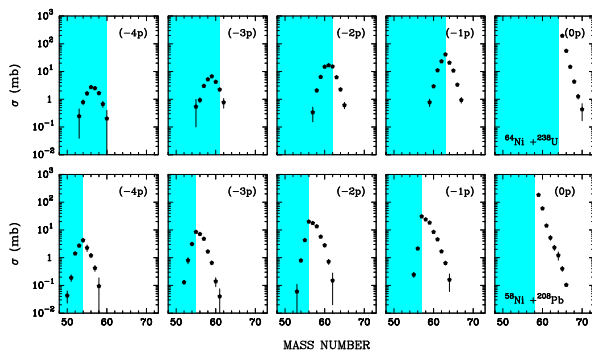 σ (mb)
10³
10²
10
1
10⁻¹
10⁻²
(−4p)
(−3p)
(−2p)
(−1p)
(0p)
⁶⁴Ni +²³⁸U
σ (mb)
10³
10²
10
1
10⁻¹
10⁻²
(−4p)
(−3p)
(−2p)
(−1p)
(0p)
⁵⁸Ni +²⁰⁸Pb
50 60 70 50 60 70 50 60 70 50 60 70 50 60 70
MASS NUMBER